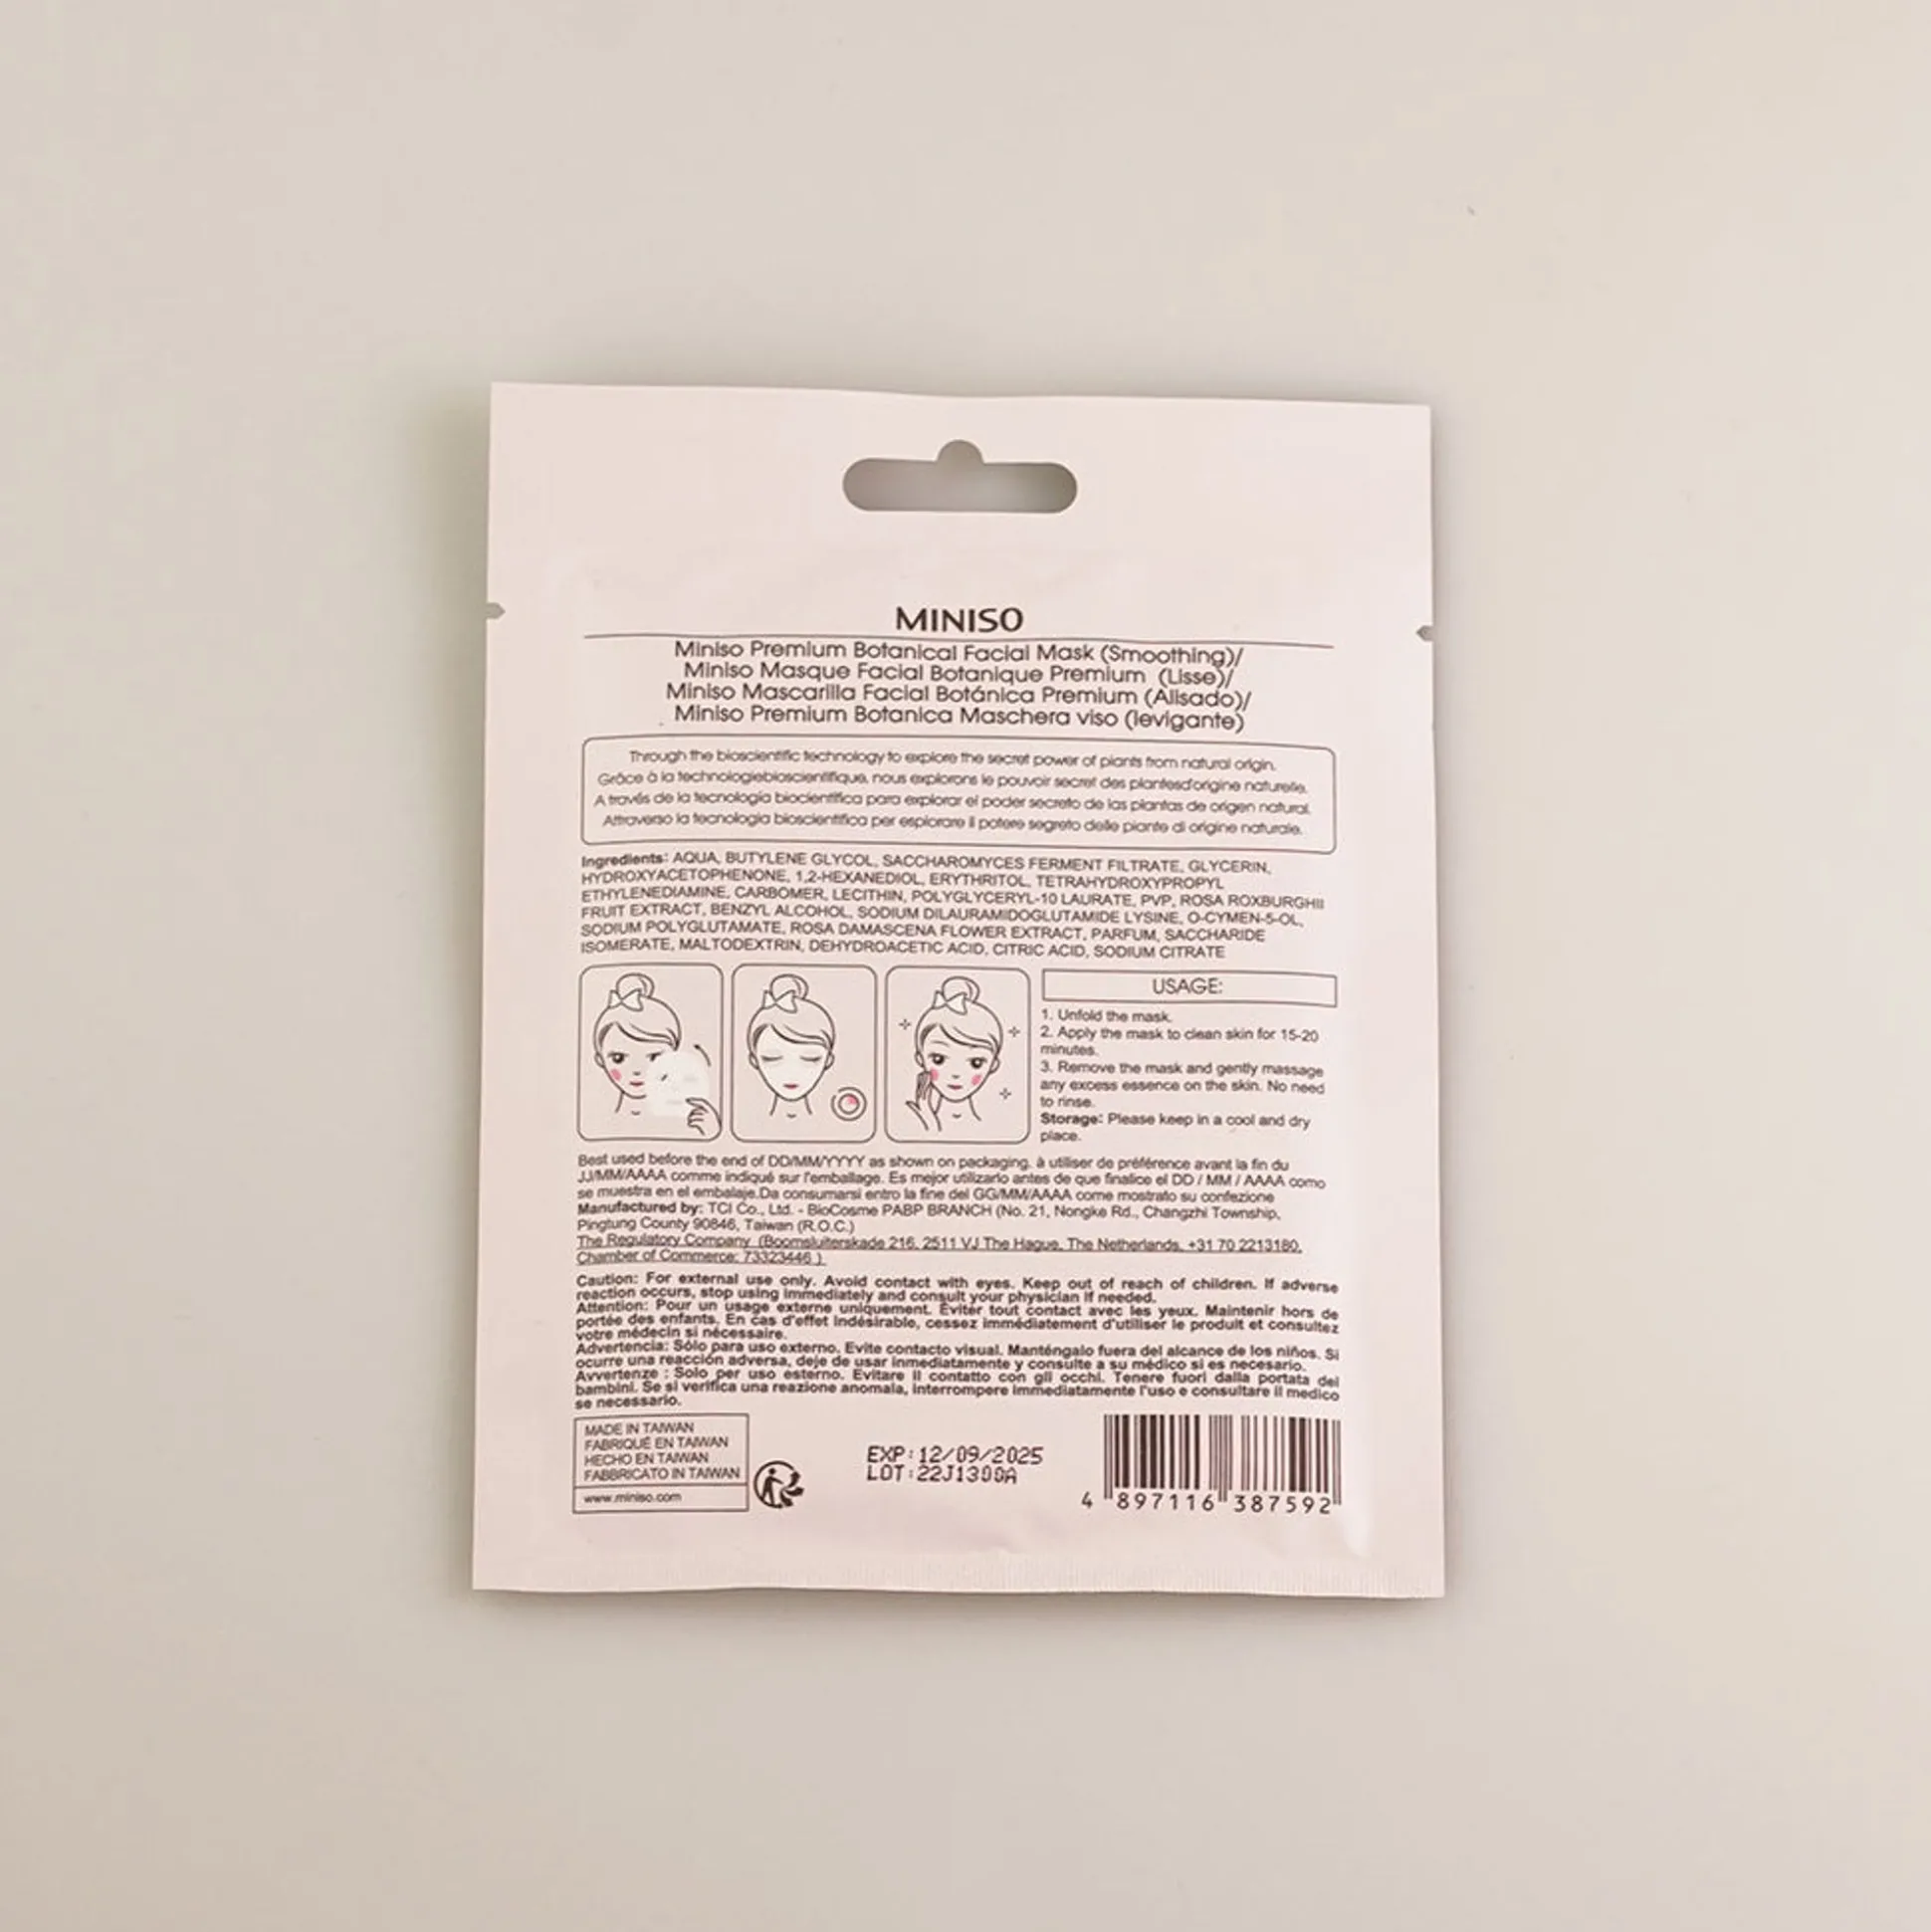 MINISO
Miniso Premium Botanical Facial Mask (Smoothing)/
Miniso Masque Facial Botanique Premium (Lisse)/
Miniso Mascarilla Facial Botánica Premium (Alisado)/
Miniso Premium Botanica Maschera viso (levigante)
Through the bioscientific technology to explore the secret power of plants from natural origin.
Grâce à la technologiebioscientifique, nous explorons le pouvoir secret des plantesd'origine naturelle.
A través de la tecnología biocientífica para explorar el poder secreto de las plantas de origen natural.
Attraverso la tecnologia bioscientifica per esplorare il potere segreto delle piante di origine naturale.
Ingredients: AQUA, BUTYLENE GLYCOL, SACCHAROMYCES FERMENT FILTRATE, GLYCERIN,
HYDROXYACETOPHENONE, 1,2-HEXANEDIOL, ERYTHRITOL, TETRAHYDROXYPROPYL
ETHYLENEDIAMINE, CARBOMER, LECITHIN, POLYGLYCERYL-10 LAURATE, PVP, ROSA ROXBURGHII
FRUIT EXTRACT, BENZYL ALCOHOL, SODIUM DILAURAMIDOGLUTAMIDE LYSINE, O-CYMEN-5-OL,
SODIUM POLYGLUTAMATE, ROSA DAMASCENA FLOWER EXTRACT, PARFUM, SACCHARIDE
ISOMERATE, MALTODEXTRIN, DEHYDROACETIC ACID, CITRIC ACID, SODIUM CITRATE
USAGE:
1. Unfold the mask.
2. Apply the mask to clean skin for 15-20
minutes.
3. Remove the mask and gently massage
any excess essence on the skin. No need
to rinse.
Storage: Please keep in a cool and dry
place.
Best used before the end of DD/MM/YYYY as shown on packaging. à utiliser de préférence avant la fin du
JJ/MM/AAAA comme indiqué sur l'emballage. Es mejor utilizarlo antes de que finalice el DD / MM / AAAA como
se muestra en el embalaje.Da consumarsi entro la fine del GG/MM/AAAA come mostrato su confezione
Manufactured by: TCI Co., Ltd. - BioCosme PABP BRANCH (No. 21, Nongke Rd., Changzhi Township,
Pingtung County 90846, Taiwan (R.O.C.)
The Regulatory Company (Boomsluiterskade 216, 2511 VJ The Hague, The Netherlands, +31 70 2213180,
Chamber of Commerce: 73323446 )
Caution: For external use only. Avoid contact with eyes. Keep out of reach of children. If adverse
reaction occurs, stop using immediately and consult your physician if needed.
Attention: Pour un usage externe uniquement. Éviter tout contact avec les yeux. Maintenir hors de
portée des enfants. En cas d'effet indésirable, cessez immédiatement d'utiliser le produit et consultez
votre médecin si nécessaire.
Advertencia: Sólo para uso externo. Evite contacto visual. Manténgalo fuera del alcance de los niños. Si
ocurre una reacción adversa, deje de usar inmediatamente y consulte a su médico si es necesario.
Avvertenze : Solo per uso esterno. Evitare il contatto con gli occhi. Tenere fuori dalla portata dei
bambini. Se si verifica una reazione anomala, interrompere immediatamente l'uso e consultare il medico
se necessario.
MADE IN TAIWAN
FABRIQUÉ EN TAIWAN
HECHO EN TAIWAN
FABBRICATO IN TAIWAN
www.miniso.com
EXP:12/09/2025
LOT:22J1300A
4 897116 387592